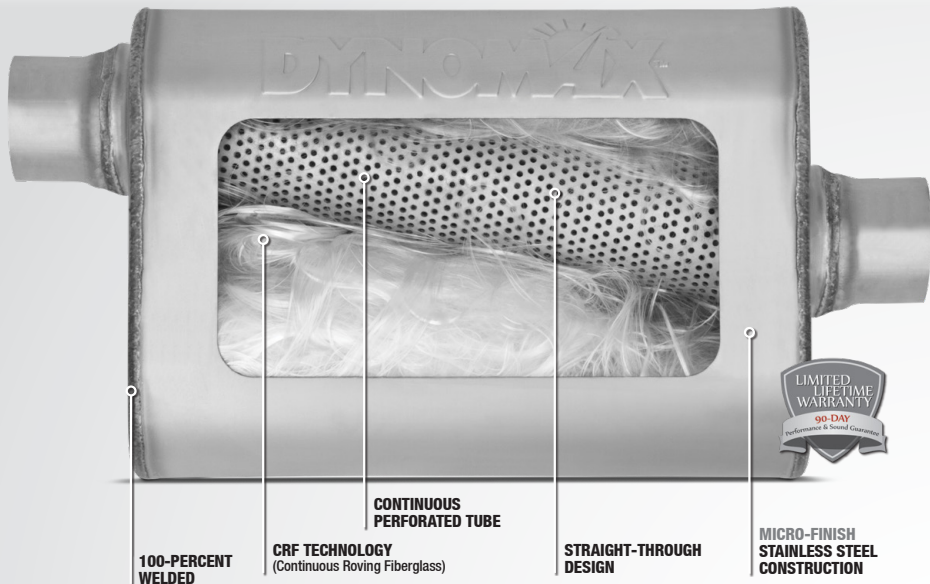 DYNOMAX
LIMITED
LIFETIME
WARRANTY
90-DAY
Performance & Sound Guarantee
CONTINUOUS
PERFORATED TUBE
100-PERCENT
WELDED
CRF TECHNOLOGY
(Continuous Roving Fiberglass)
STRAIGHT-THROUGH
DESIGN
MICRO-FINISH
STAINLESS STEEL
CONSTRUCTION